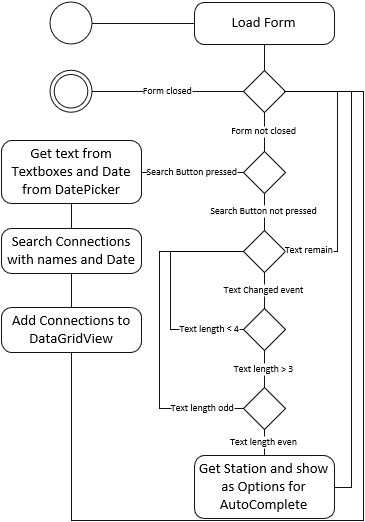 Load Form
Form closed
Form not closed
Get text from
Textboxes and Date
from DatePicker
Search Button pressed
Search Button not pressed
Search Connections
with names and Date
Text remain
Text Changed event
Add Connections to
DataGridView
Text length < 4
Text length > 3
Text length odd
Text length even
Get Station and show
as Options for
AutoComplete